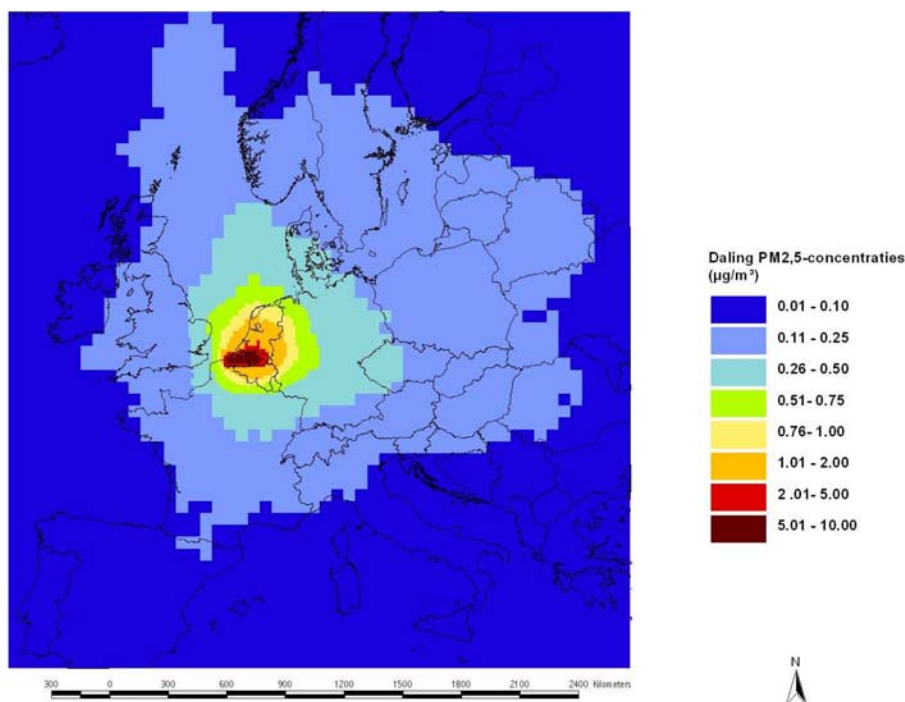 Daling PM2,5-concentraties
(µg/m³)
0.01 - 0.10
0.11 - 0.25
0.26 - 0.50
0.51- 0.75
0.76- 1.00
1.01 - 2.00
2 .01- 5.00
5.01 - 10.00
N
300 0 300 600 900 1200 1500 1800 2100 2400 Kilometers